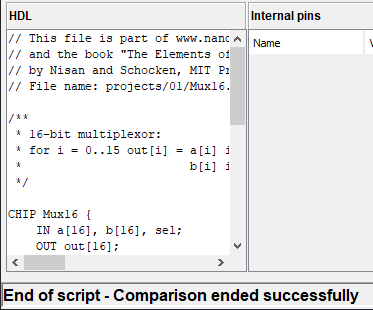 HDL
Internal pins
// This file is part of www.nand
// and the book "The Elements of
// by Nisan and Schocken, MIT Pr
// File name: projects/01/Mux16.
/**
* 16-bit multiplexor:
* for i = 0..15 out[i] = a[i] i
* b[i] i
*/
CHIP Mux16 {
IN a[16], b[16], sel;
OUT out[16];
Name
End of script - Comparison ended successfully